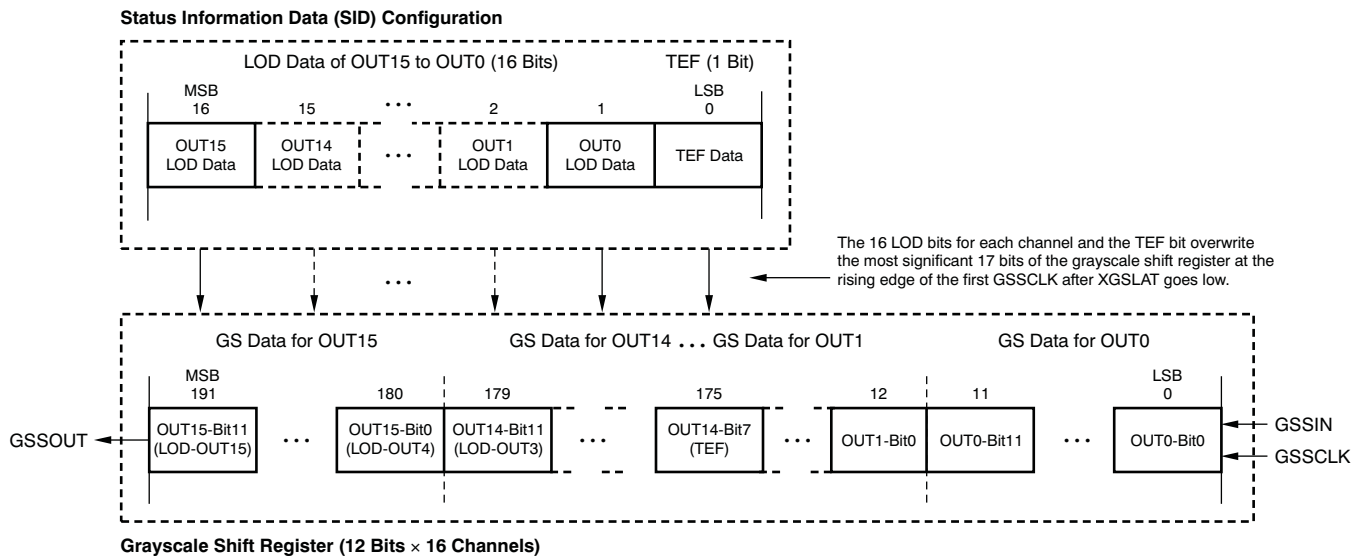 Status Information Data (SID) Configuration
LOD Data of OUT15 to OUT0 (16 Bits) TEF (1 Bit)
MSB LSB
16 15 ... 2 1 0
OUT15 OUT14 ... OUT1 OUT0 TEF Data
LOD Data LOD Data LOD Data LOD Data
The 16 LOD bits for each channel and the TEF bit overwrite
the most significant 17 bits of the grayscale shift register at the
rising edge of the first GSSCLK after XGSLAT goes low.
...
GS Data for OUT15 GS Data for OUT14 ... GS Data for OUT1 GS Data for OUT0
MSB LSB
191 180 179 175 12 11 0
GSSOUT OUT15-Bit11 ... OUT15-Bit0 OUT14-Bit11 ... OUT14-Bit7 ... OUT1-Bit0 OUT0-Bit11 ... OUT0-Bit0 GSSIN
(LOD-OUT15) (LOD-OUT4) (LOD-OUT3) (TEF) GSSCLK
Grayscale Shift Register (12 Bits × 16 Channels)